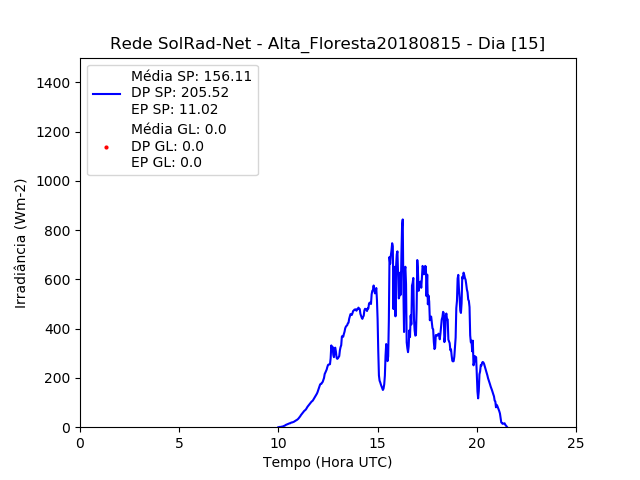 Rede SolRad-Net - Alta_Floresta20180815 - Dia [15]
Média SP: 156.11
DP SP: 205.52
EP SP: 11.02
Média GL: 0.0
DP GL: 0.0
EP GL: 0.0
Irradiância (Wm-2)
1400
1200
1000
800
600
400
200
0
0 5 10 15 20 25
Tempo (Hora UTC)